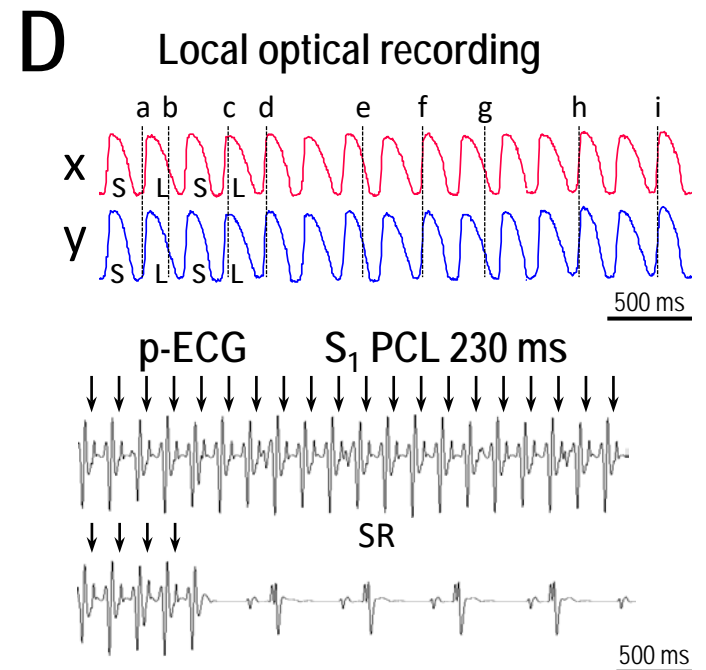 D Local optical recording
a b c d e f g h i
x
S L S L
y
S L S L
500 ms
p-ECG S₁ PCL 230 ms
SR
500 ms